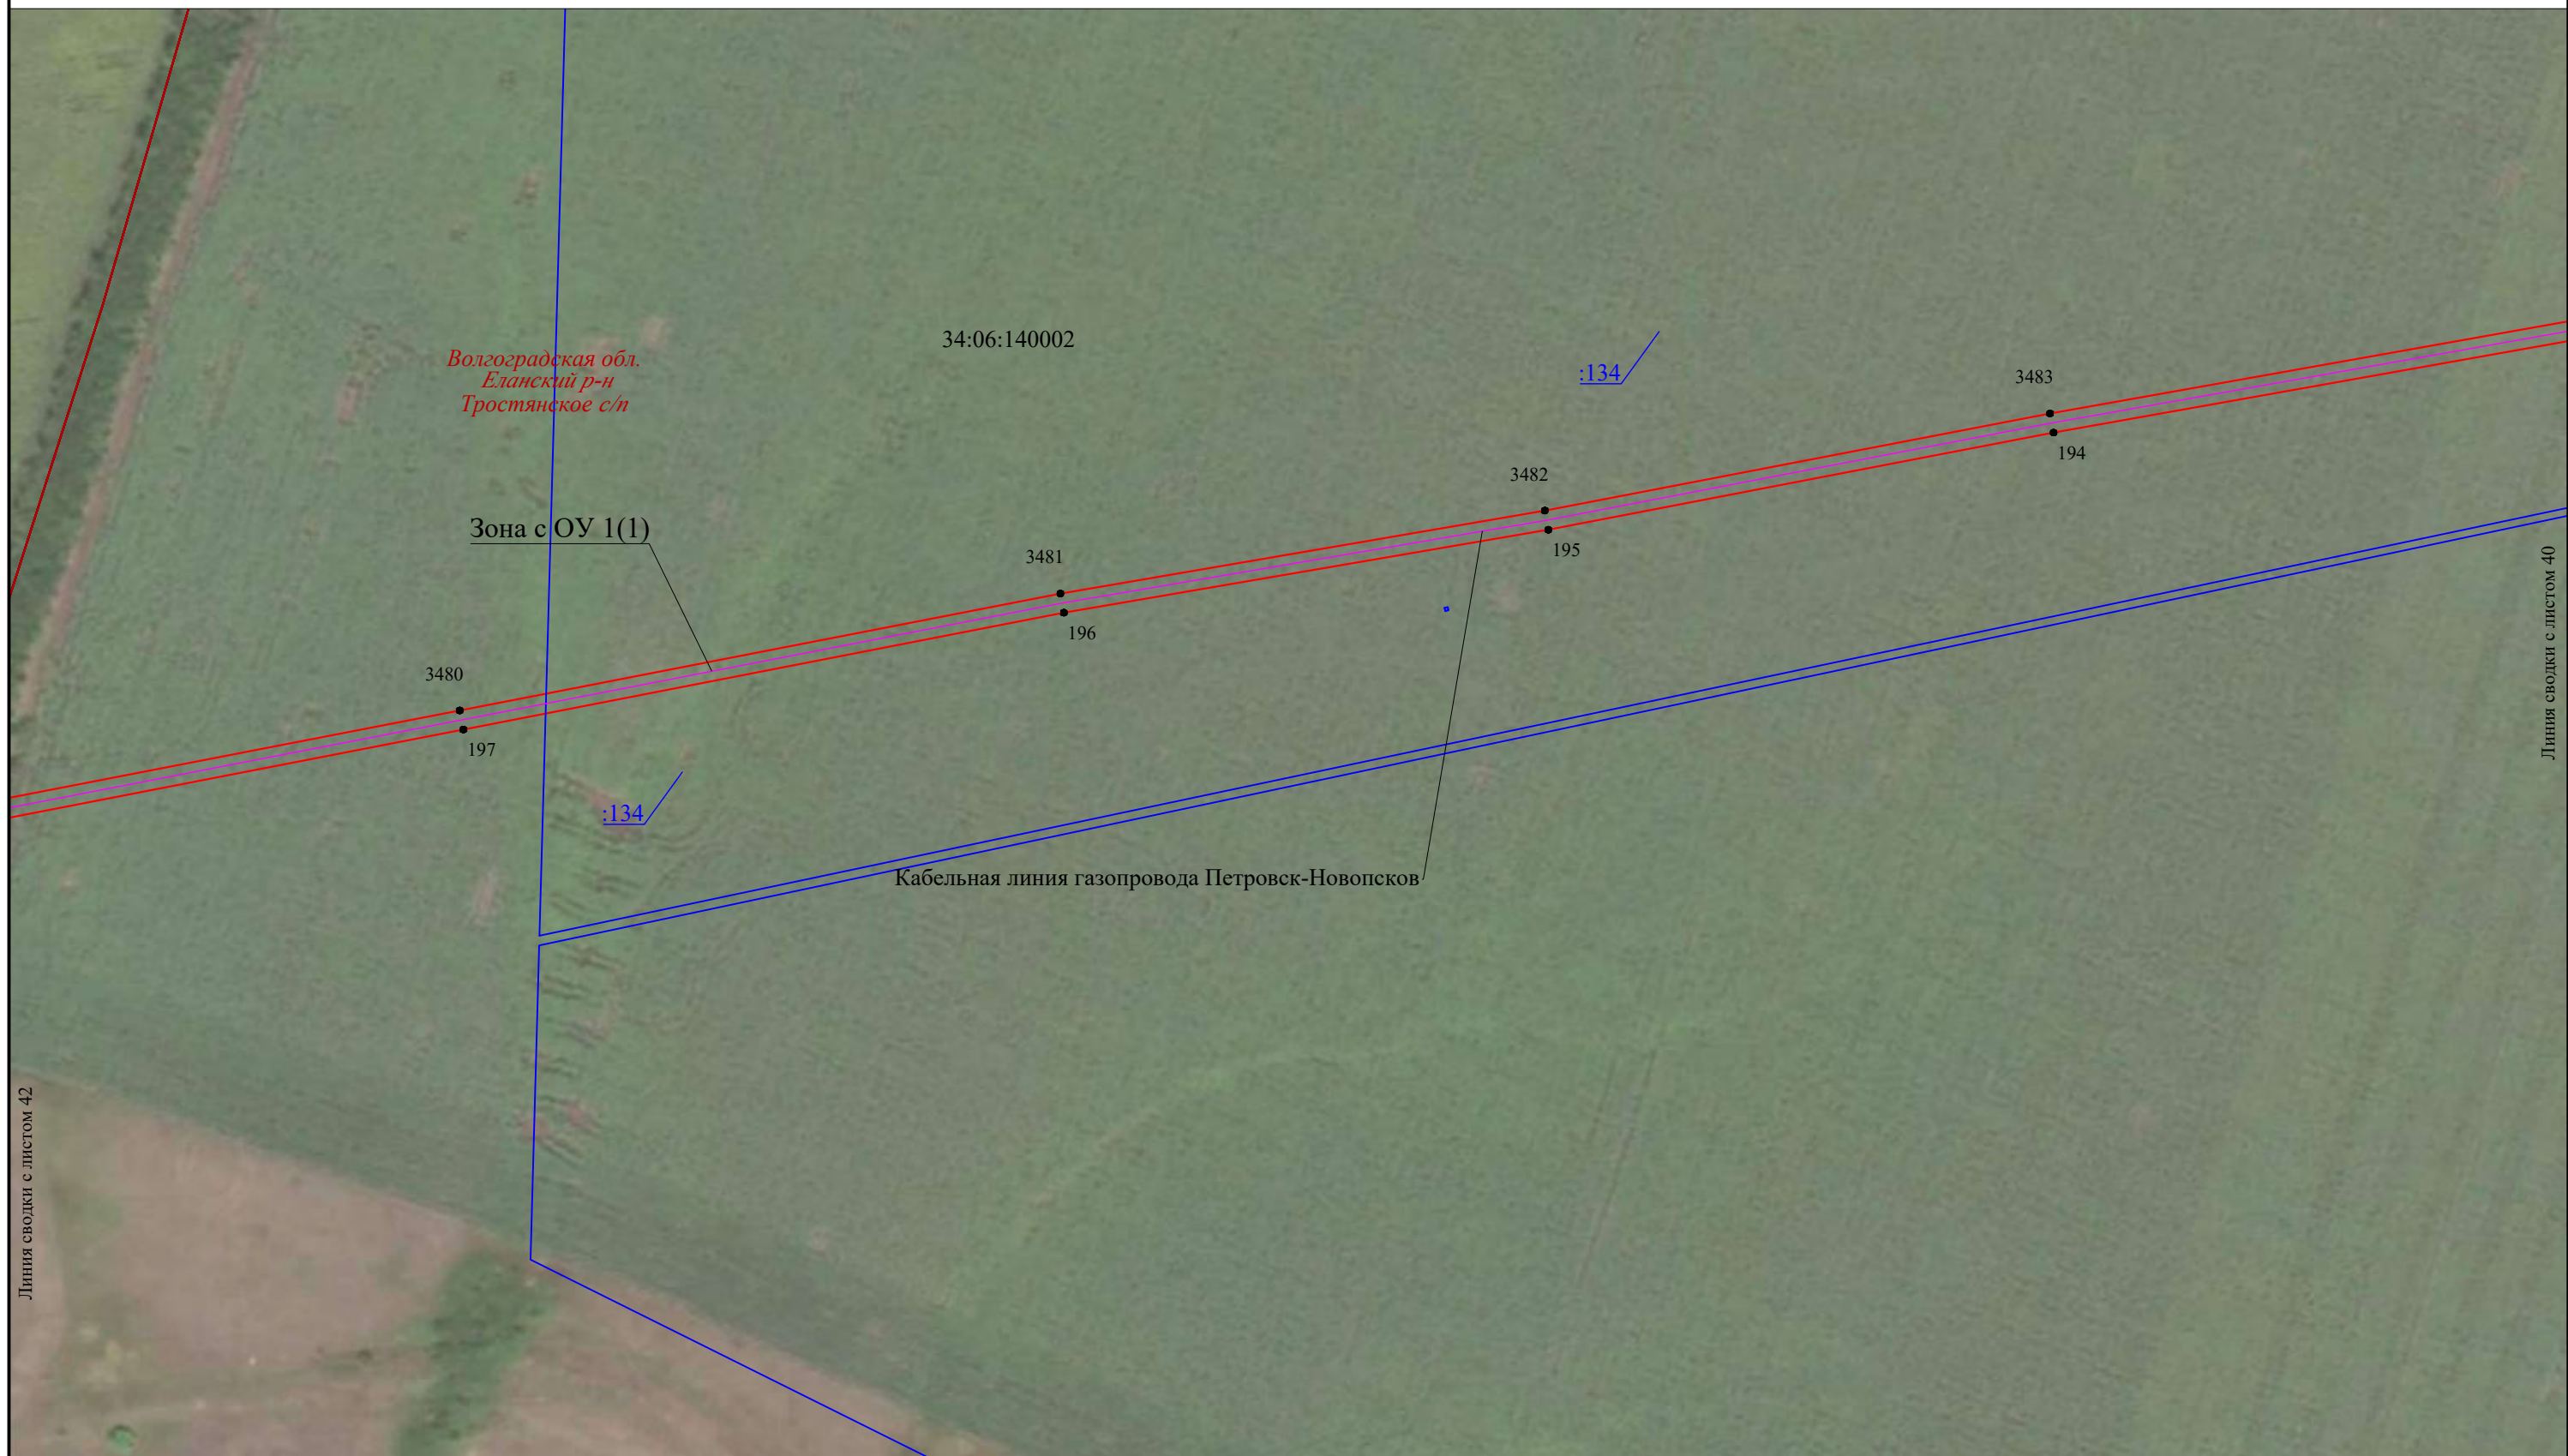 34:06:140002
Волгоградская обл.
Еланский р-н
Тростянское с/п
:134
3483
194
3482
195
Зона с ОУ 1(1)
3481
196
3480
197
:134
Кабельная линия газопровода Петровск-Новопсков
Линия сводки с листом 40
Линия сводки с листом 42